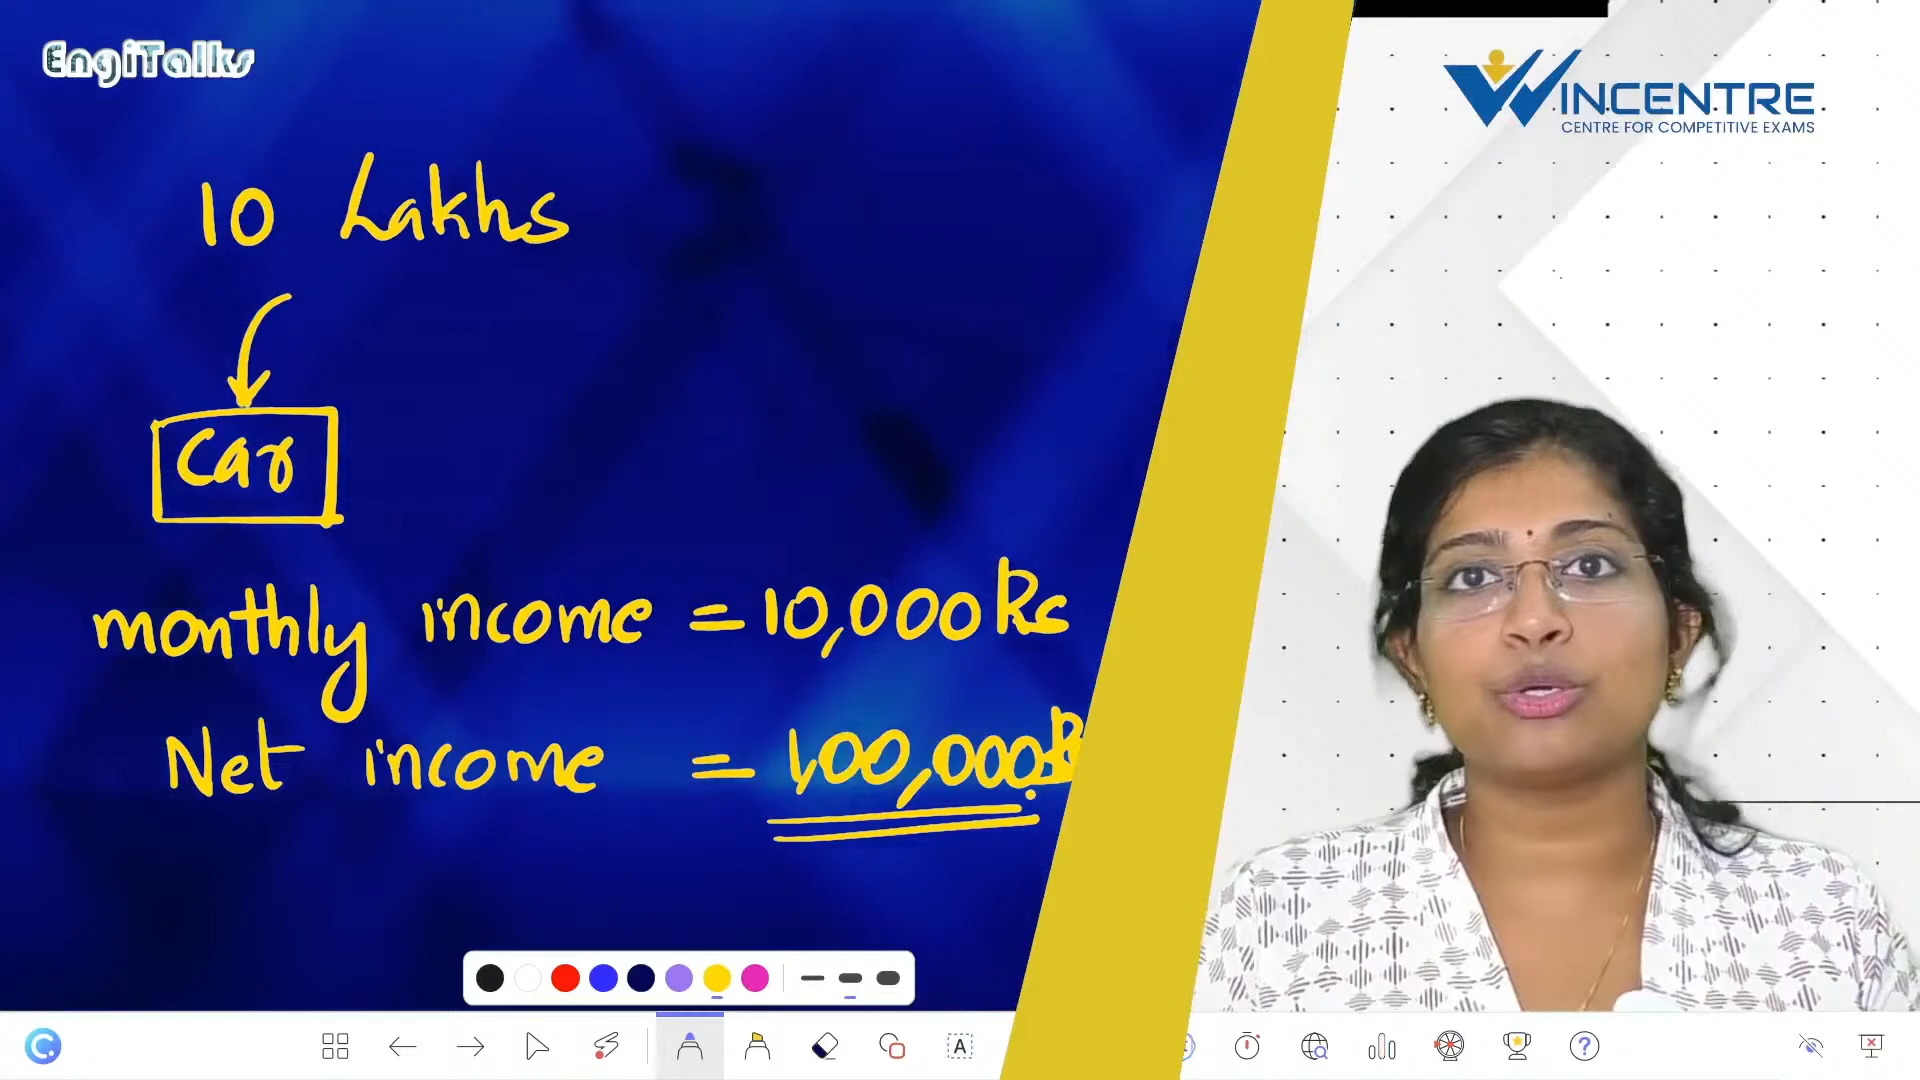 EngiTalks
WINCENTRE
CENTRE FOR COMPETITIVE EXAMS
10 Lakhs
Car
monthly income = 10,000 Rs
Net income = 1,00,000
A